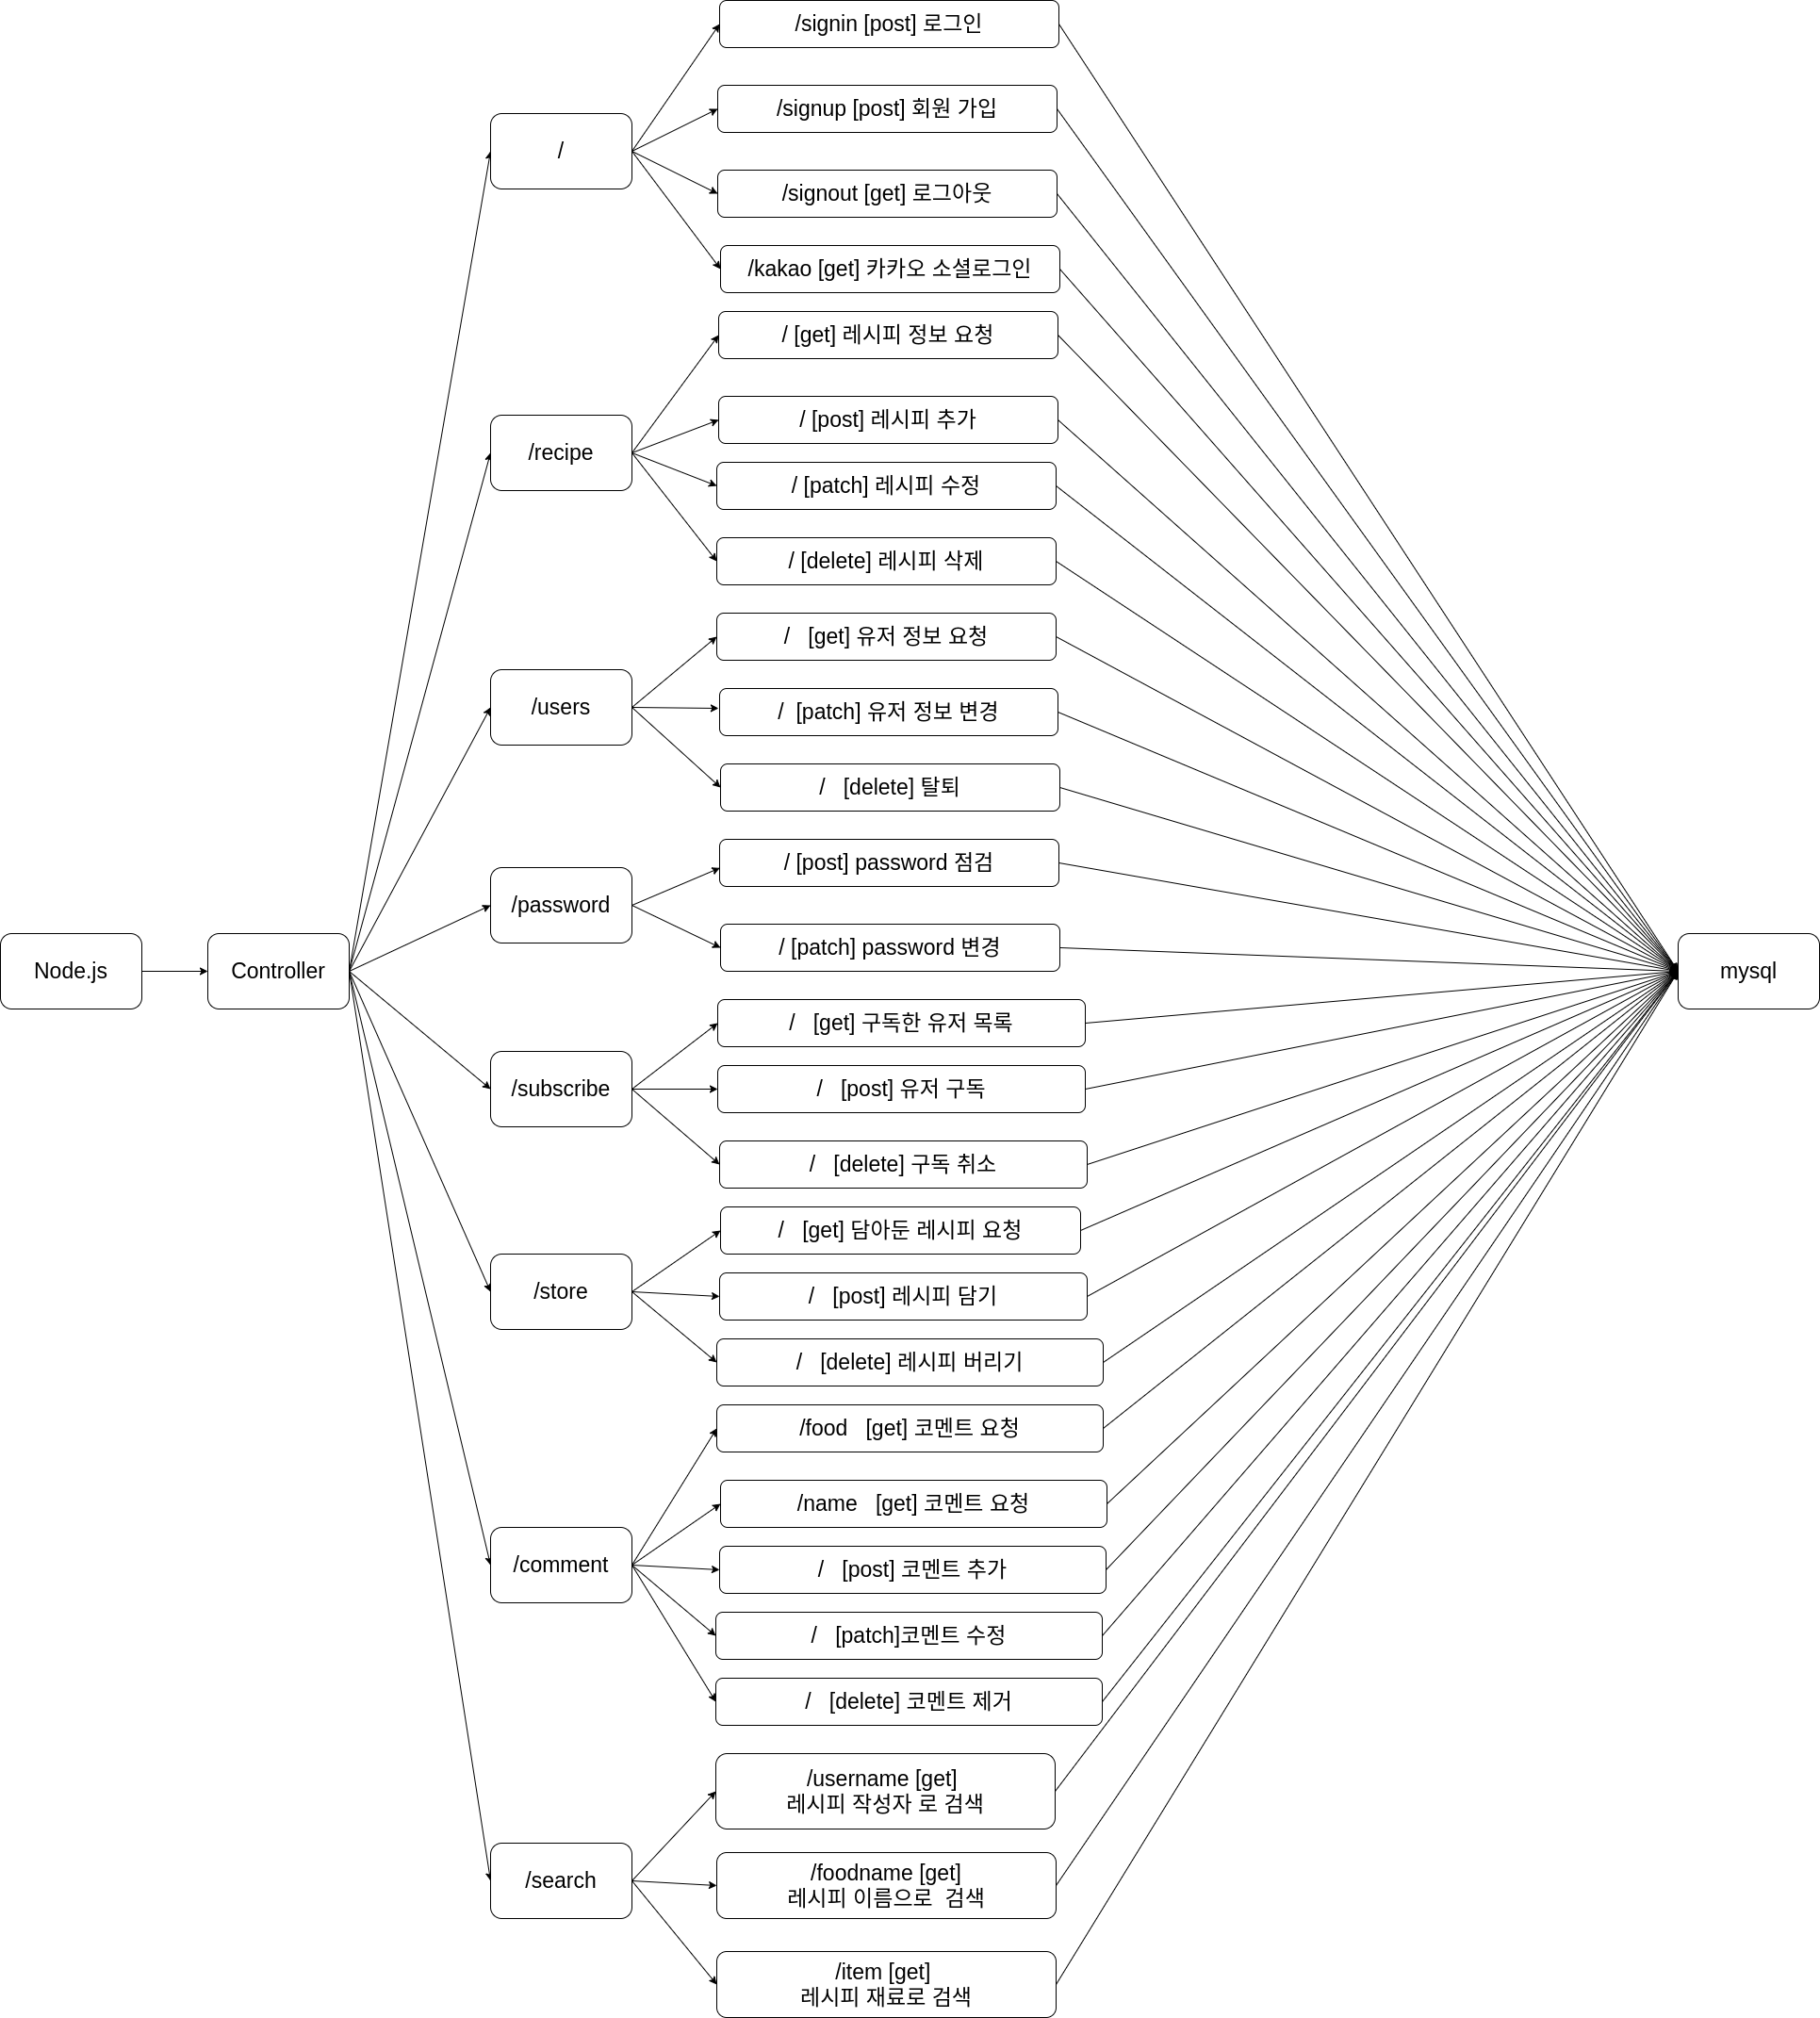 Node.js
Controller
/
/signin [post] 로그인
/signup [post] 회원 가입
/signout [get] 로그아웃
/kakao [get] 카카오 소셜로그인
/recipe
/ [get] 레시피 정보 요청
/ [post] 레시피 추가
/ [patch] 레시피 수정
/ [delete] 레시피 삭제
/users
/   [get] 유저 정보 요청
/  [patch] 유저 정보 변경
/   [delete] 탈퇴
/password
/ [post] password 점검
/ [patch] password 변경
/subscribe
/   [get] 구독한 유저 목록
/   [post] 유저 구독
/   [delete] 구독 취소
/store
/   [get] 담아둔 레시피 요청
/   [post] 레시피 담기
/   [delete] 레시피 버리기
/comment
/food   [get] 코멘트 요청
/name   [get] 코멘트 요청
/   [post] 코멘트 추가
/   [patch]코멘트 수정
/   [delete] 코멘트 제거
/search
/username [get]
레시피 작성자 로 검색
/foodname [get]
레시피 이름으로  검색
/item [get]
레시피 재료로 검색
mysql